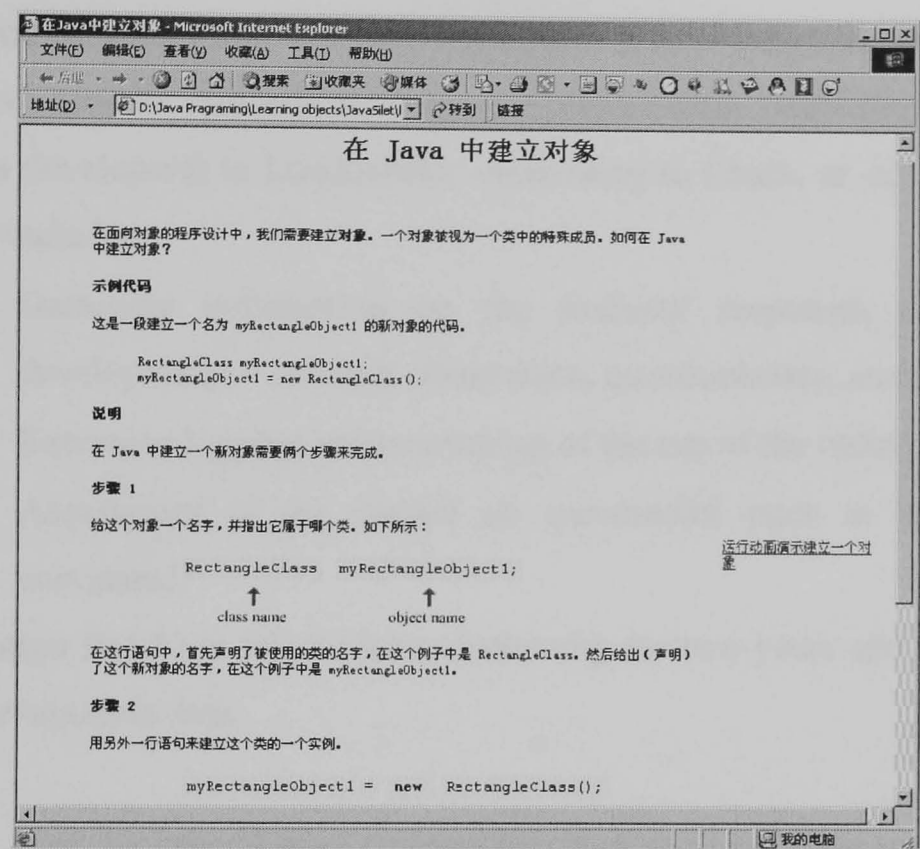 在Java中建立对象 - Microsoft Internet Explorer
文件(F) 编辑(E) 查看(V) 收藏(A) 工具(T) 帮助(H)
后退 搜索 收藏夹 媒体
地址(D) D:\Java Pragraming\Learning objects\JavaSilet\ 转到 链接
在 Java 中建立对象
在面向对象的程序设计中，我们需要建立对象。一个对象被视为一个类中的特殊成员。如何在 Java
中建立对象？
示例代码
这是一段建立一个名为 myRectangleObject1 的新对象的代码。
RectangleClass myRectangleObject1;
myRectangleObject1 = new RectangleClass();
说明
在 Java 中建立一个新对象需要两个步骤来完成。
步骤 1
给这个对象一个名字，并指出它属于哪个类。如下所示：
运行动画演示建立一个对
象
RectangleClass myRectangleObject1;
class name object name
在这行语句中，首先声明了被使用的类的名字，在这个例子中是 RectangleClass。然后给出（声明）
了这个新对象的名字，在这个例子中是 myRectangleObject1。
步骤 2
用另外一行语句来建立这个类的一个实例。
myRectangleObject1 = new RectangleClass();
我的电脑